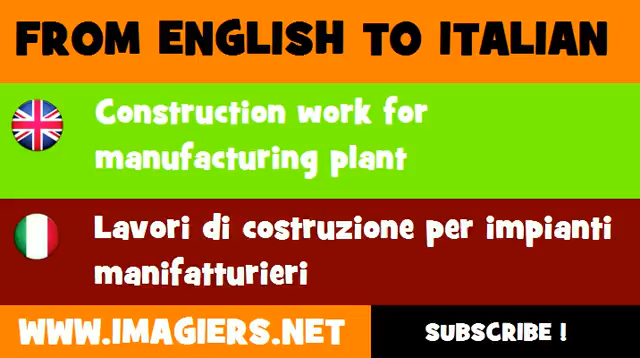 FROM ENGLISH TO ITALIAN
Construction work for
manufacturing plant
Lavori di costruzione per impianti
manifatturieri
WWW.IMAGIERS.NET
SUBSCRIBE !